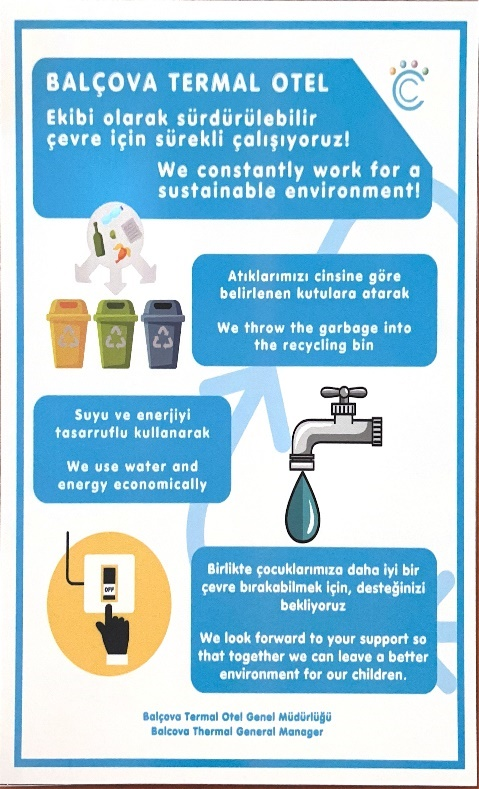 BALÇOVA TERMAL OTEL
Ekibi olarak sürdürülebilir
çevre için sürekli çalışıyoruz!
We constantly work for a
sustainable environment!
Atıklarımızı cinsine göre
belirlenen kutulara atarak
We throw the garbage into
the recycling bin
Suyu ve enerjiyi
tasarruflu kullanarak
We use water and
energy economically
OFF
Birlikte çocuklarımıza daha iyi bir
çevre bırakabilmek için, desteğinizi
bekliyoruz
We look forward to your support so
that together we can leave a better
environment for our children.
Balçova Termal Otel Genel Müdürlüğü
Balcova Thermal General Manager